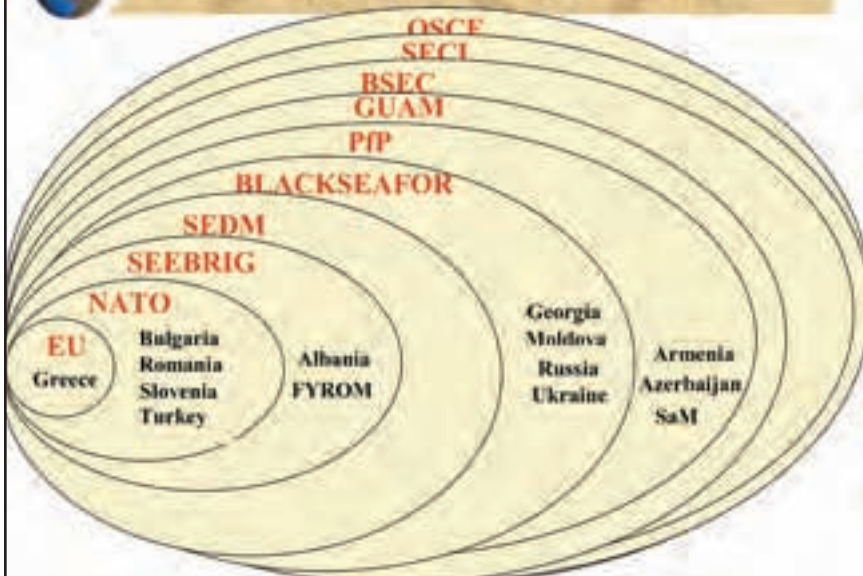 OSCE
SECI
BSEC
GUAM
PfP
BLACKSEAFOR
SEDM
SEEBRIG
NATO
EU
Greece
Bulgaria
Romania
Slovenia
Turkey
Albania
FYROM
Georgia
Moldova
Russia
Ukraine
Armenia
Azerbaijan
SaM